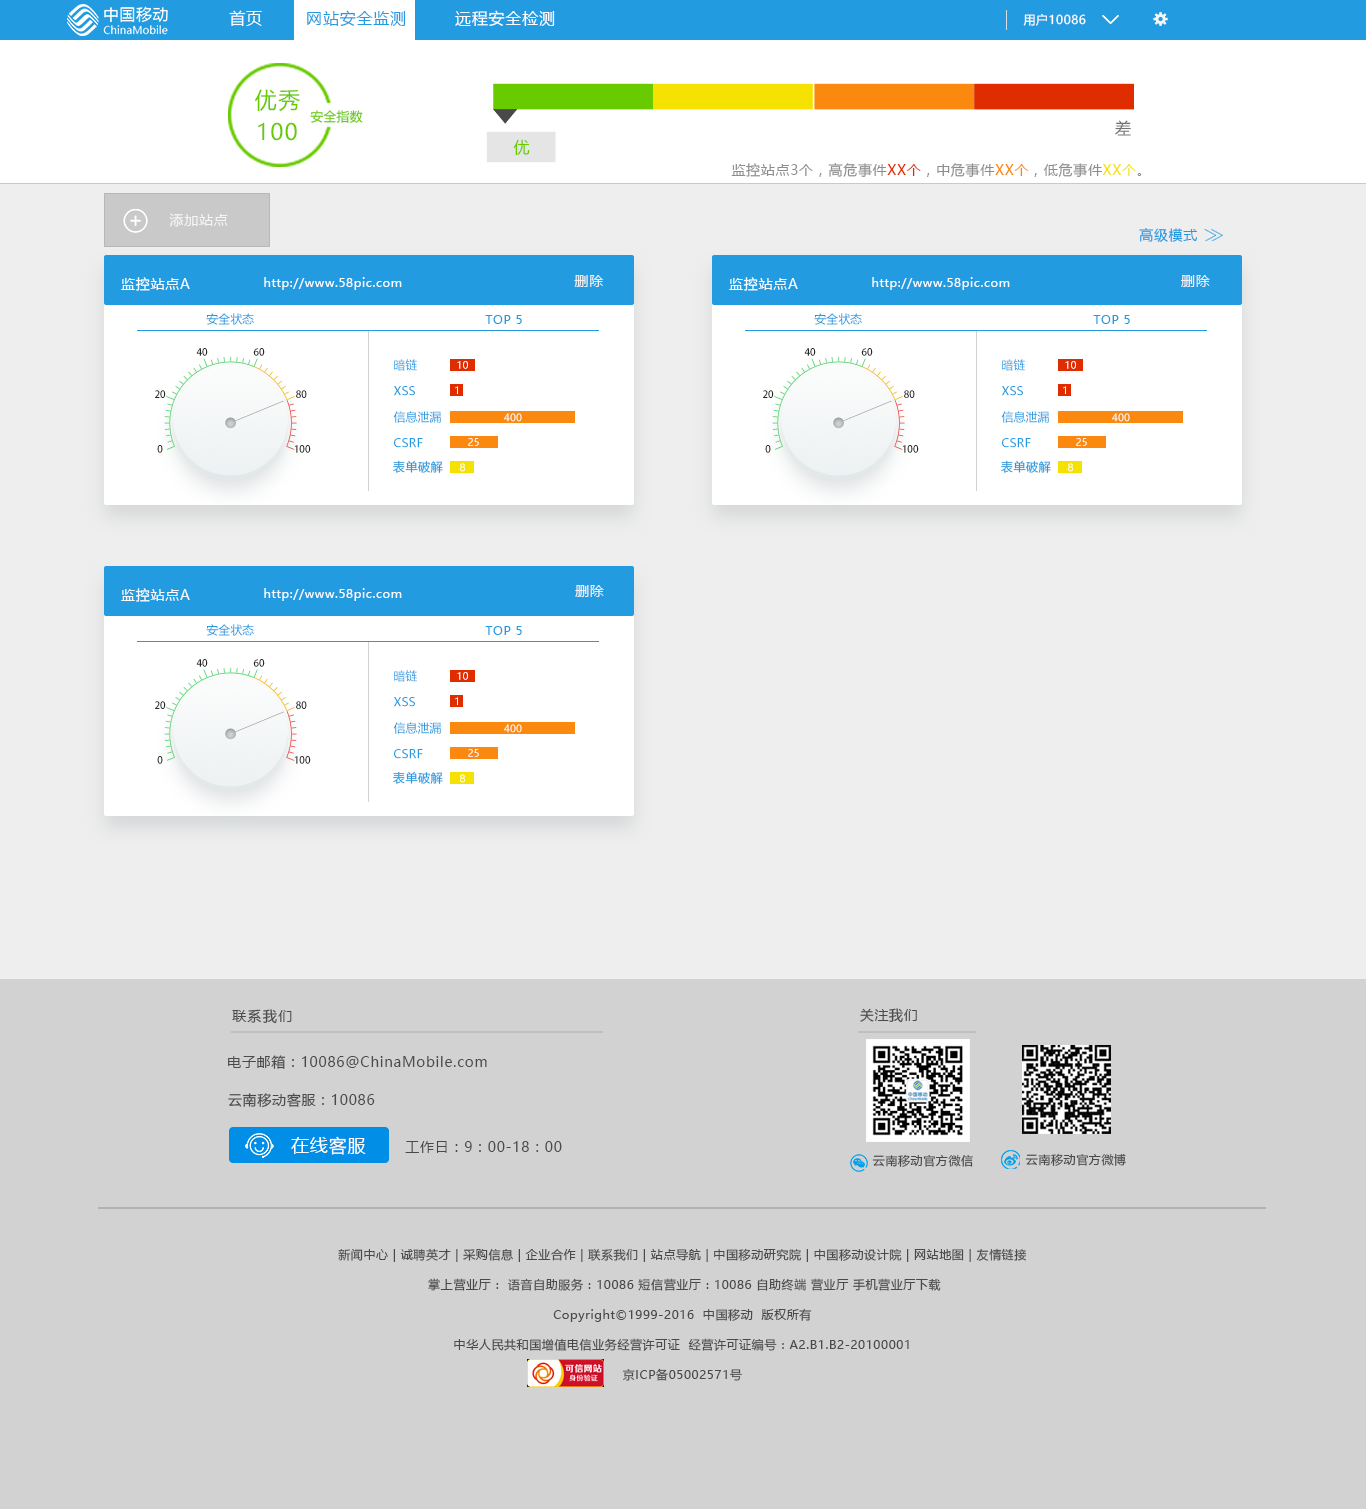 中国移动 ChinaMobile 首页 网站安全监测 远程安全检测 用户10086
优秀
100
安全指数
差
优
监控站点3个，高危事件XX个，中危事件XX个，低危事件XX个。
添加站点
高级模式
监控站点A http://www.58pic.com 删除
安全状态 TOP 5
0 20 40 60 80 100
暗链 10
XSS 1
信息泄漏 400
CSRF 25
表单破解 8
监控站点A http://www.58pic.com 删除
安全状态 TOP 5
0 20 40 60 80 100
暗链 10
XSS 1
信息泄漏 400
CSRF 25
表单破解 8
监控站点A http://www.58pic.com 删除
安全状态 TOP 5
0 20 40 60 80 100
暗链 10
XSS 1
信息泄漏 400
CSRF 25
表单破解 8
联系我们
电子邮箱：10086@ChinaMobile.com
云南移动客服：10086
在线客服 工作日：9：00-18：00
关注我们
中国移动
云南移动官方微信 云南移动官方微博
新闻中心 | 诚聘英才 | 采购信息 | 企业合作 | 联系我们 | 站点导航 | 中国移动研究院 | 中国移动设计院 | 网站地图 | 友情链接
掌上营业厅： 语音自助服务：10086 短信营业厅：10086 自助终端 营业厅 手机营业厅下载
Copyright©1999-2016 中国移动 版权所有
中华人民共和国增值电信业务经营许可证 经营许可证编号：A2.B1.B2-20100001
可信网站
身份验证
京ICP备05002571号